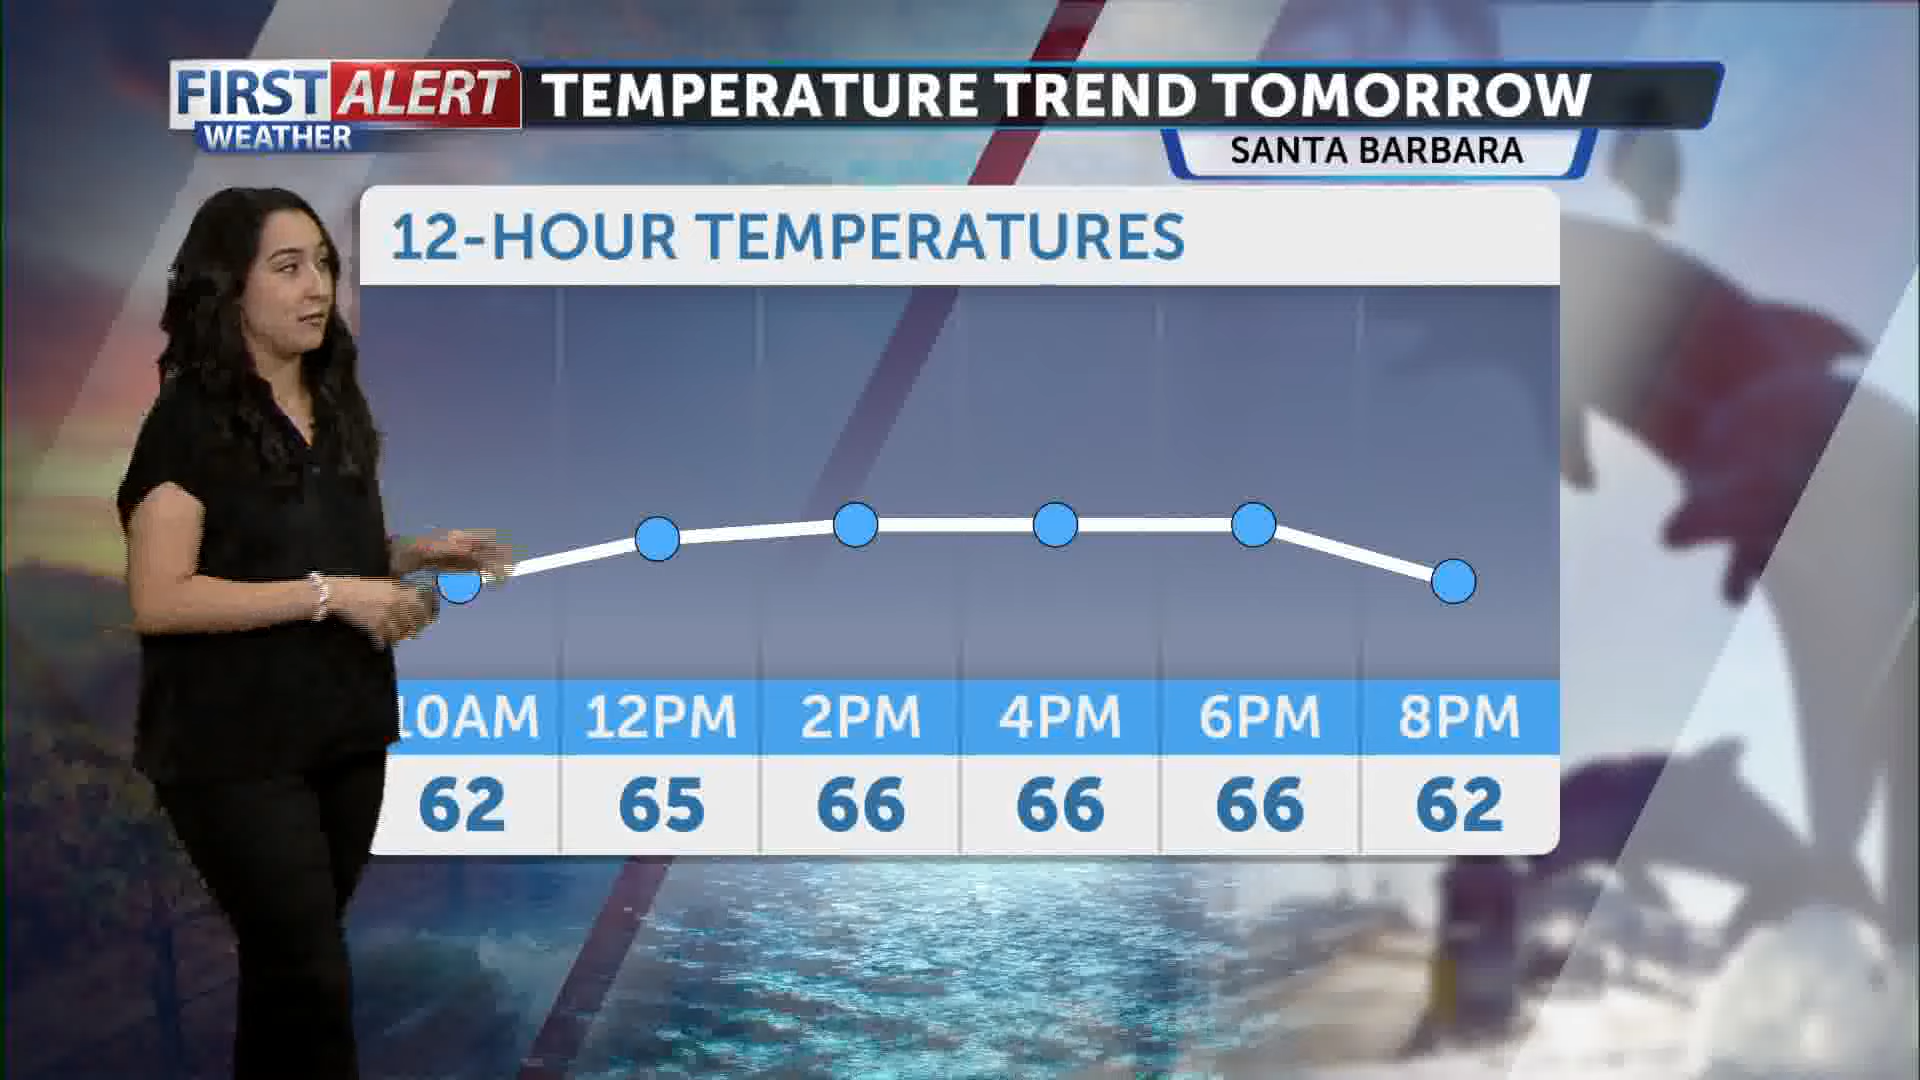 FIRST ALERT
WEATHER
TEMPERATURE TREND TOMORROW
SANTA BARBARA
12-HOUR TEMPERATURES
10AM 12PM 2PM 4PM 6PM 8PM
62 65 66 66 66 62